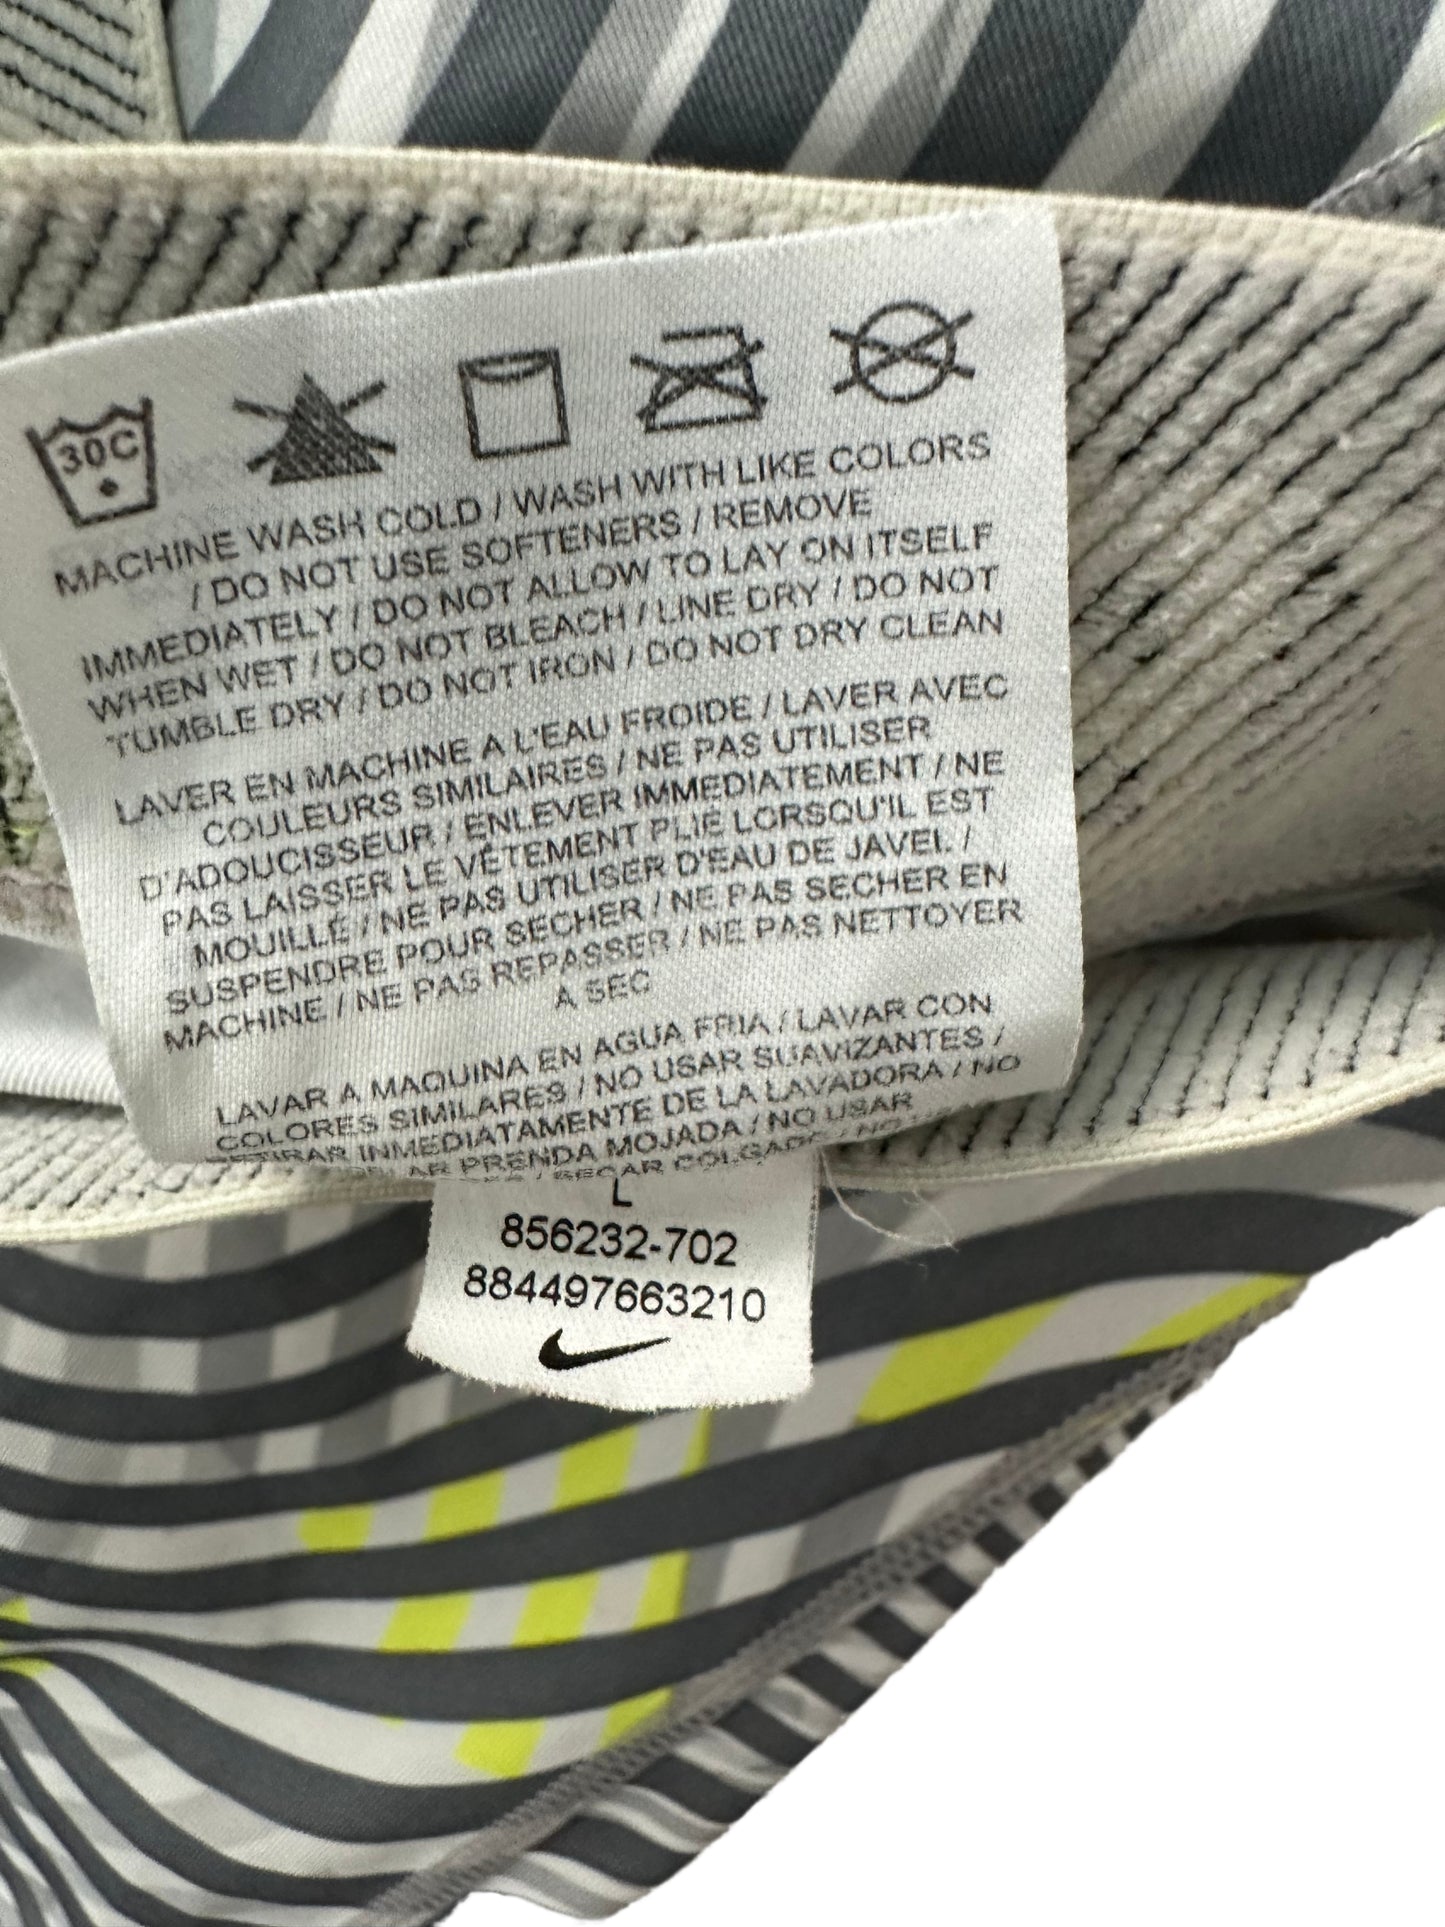 30C
MACHINE WASH COLD / WASH WITH LIKE COLORS
/ DO NOT USE SOFTENERS / REMOVE
IMMEDIATELY / DO NOT ALLOW TO LAY ON ITSELF
WHEN WET / DO NOT BLEACH / LINE DRY / DO NOT
TUMBLE DRY / DO NOT IRON / DO NOT DRY CLEAN
LAVER EN MACHINE A L'EAU FROIDE / LAVER AVEC
COULEURS SIMILAIRES / NE PAS UTILISER
D'ADOUCISSEUR / ENLEVER IMMEDIATEMENT / NE
PAS LAISSER LE VÊTEMENT PLIE LORSQU'IL EST
MOUILLÉ / NE PAS UTILISER D'EAU DE JAVEL /
SUSPENDRE POUR SECHER / NE PAS SECHER EN
MACHINE / NE PAS REPASSER / NE PAS NETTOYER
A SEC
LAVAR A MAQUINA EN AGUA FRIA / LAVAR CON
COLORES SIMILARES / NO USAR SUAVIZANTES /
RETIRAR INMEDIATAMENTE DE LA LAVADORA / NO
PRENDA MOJADA / NO USAR
/ SECAR COLGADO / NO
L
856232-702
884497663210